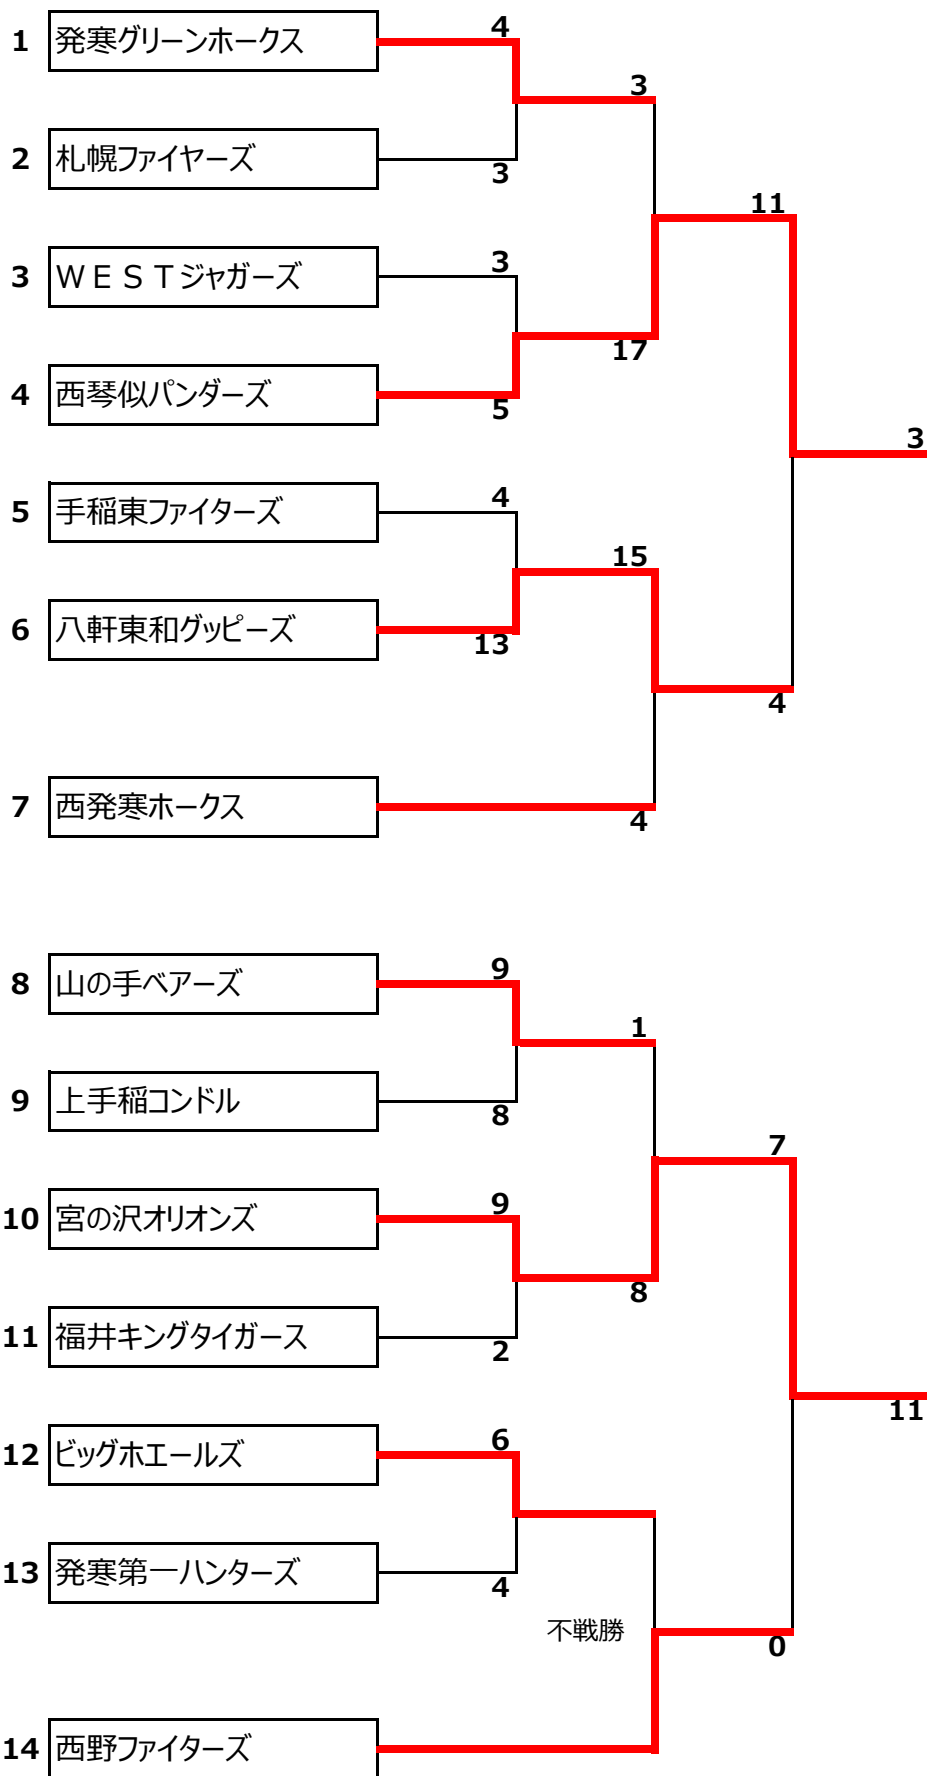 4
1 発寒グリーンホークス
3
2 札幌ファイヤーズ
3
11
3 ＷＥＳＴジャガーズ
3
17
4 西琴似パンダーズ
5
3
5 手稲東ファイターズ
4
15
6 八軒東和グッピーズ
13
4
7 西発寒ホークス
4
8 山の手ベアーズ
9
1
9 上手稲コンドル
8
7
10 宮の沢オリオンズ
9
8
11 福井キングタイガース
2
11
12 ビッグホエールズ
6
13 発寒第一ハンターズ
4
不戦勝
0
14 西野ファイターズ